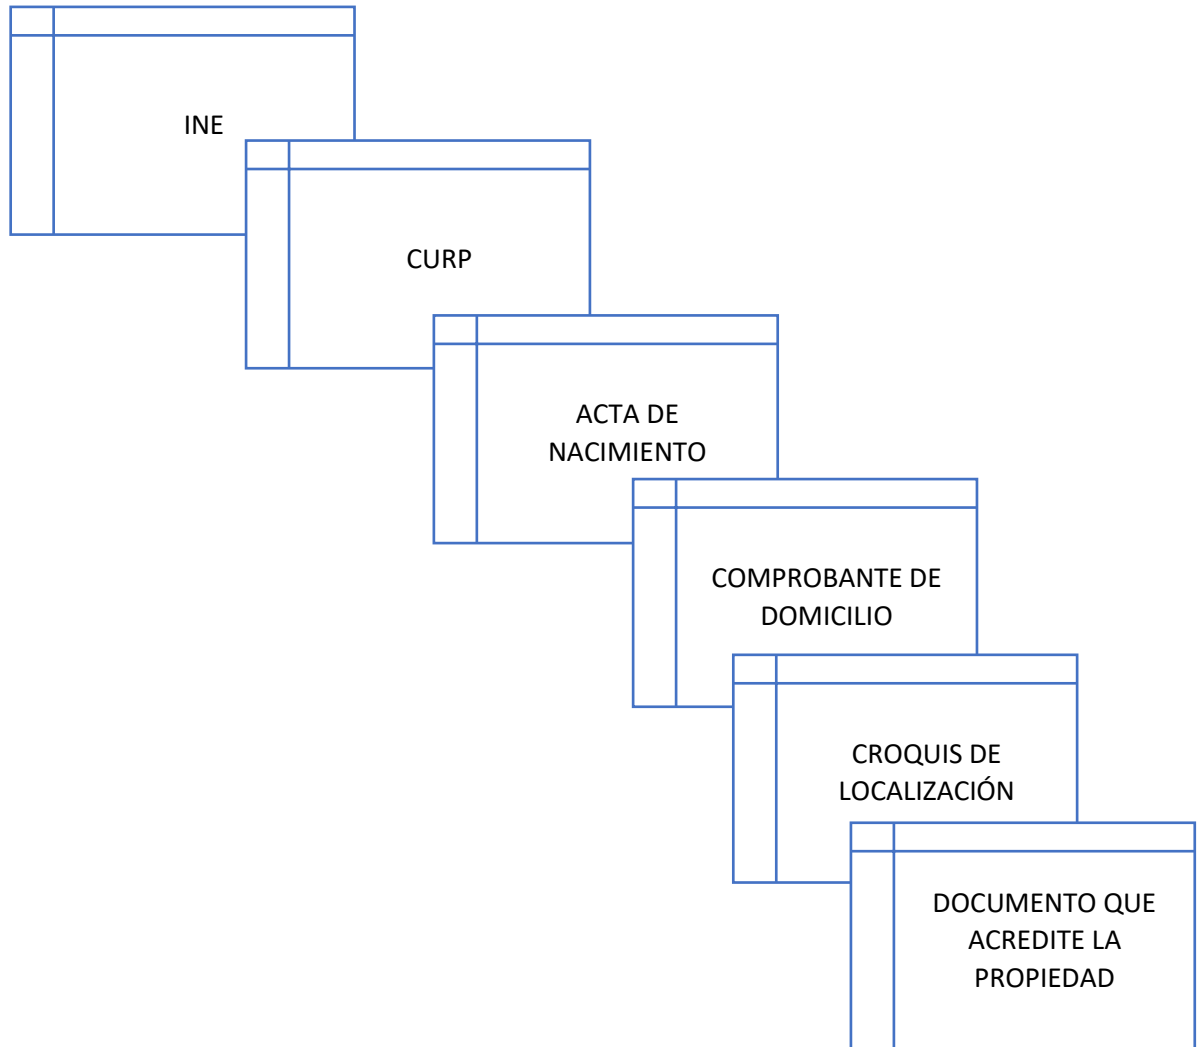 INE
CURP
ACTA DE
NACIMIENTO
COMPROBANTE DE
DOMICILIO
CROQUIS DE
LOCALIZACIÓN
DOCUMENTO QUE
ACREDITE LA
PROPIEDAD